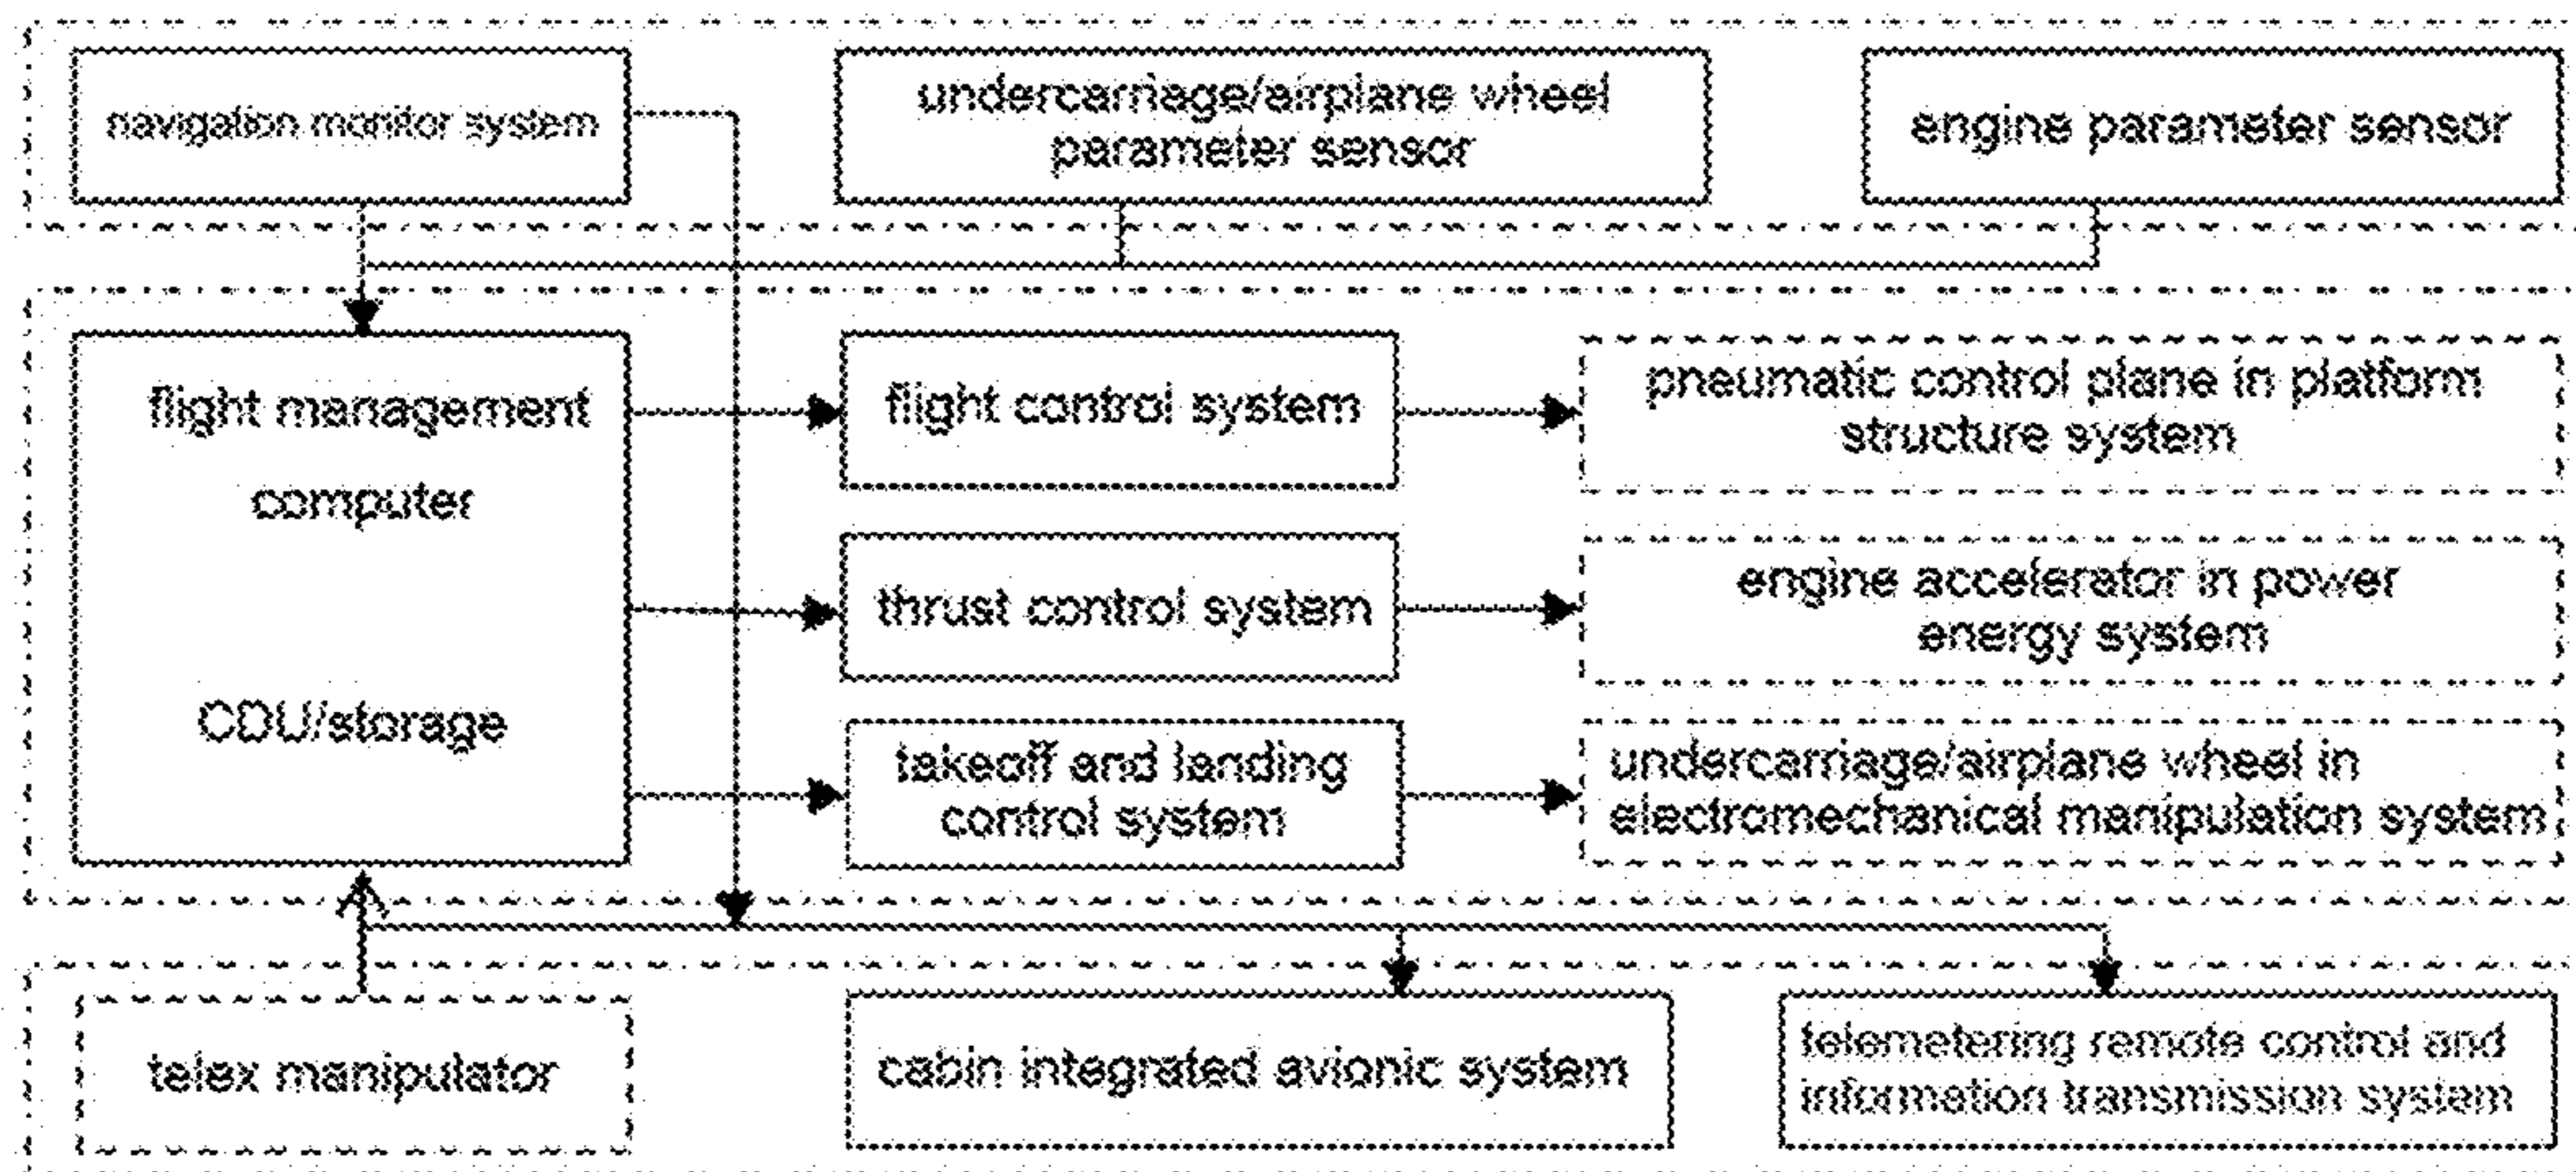 navigation monitor system
undercarriage/airplane wheel
parameter sensor
engine parameter sensor
flight management
computer
CDU/storage
flight control system
pneumatic control plane in platform
structure system
thrust control system
engine accelerator in power
energy system
takeoff and landing
control system
undercarriage/airplane wheel in
electromechanical manipulation system
telex manipulator
cabin integrated avionic system
telemetering remote control and
information transmission system